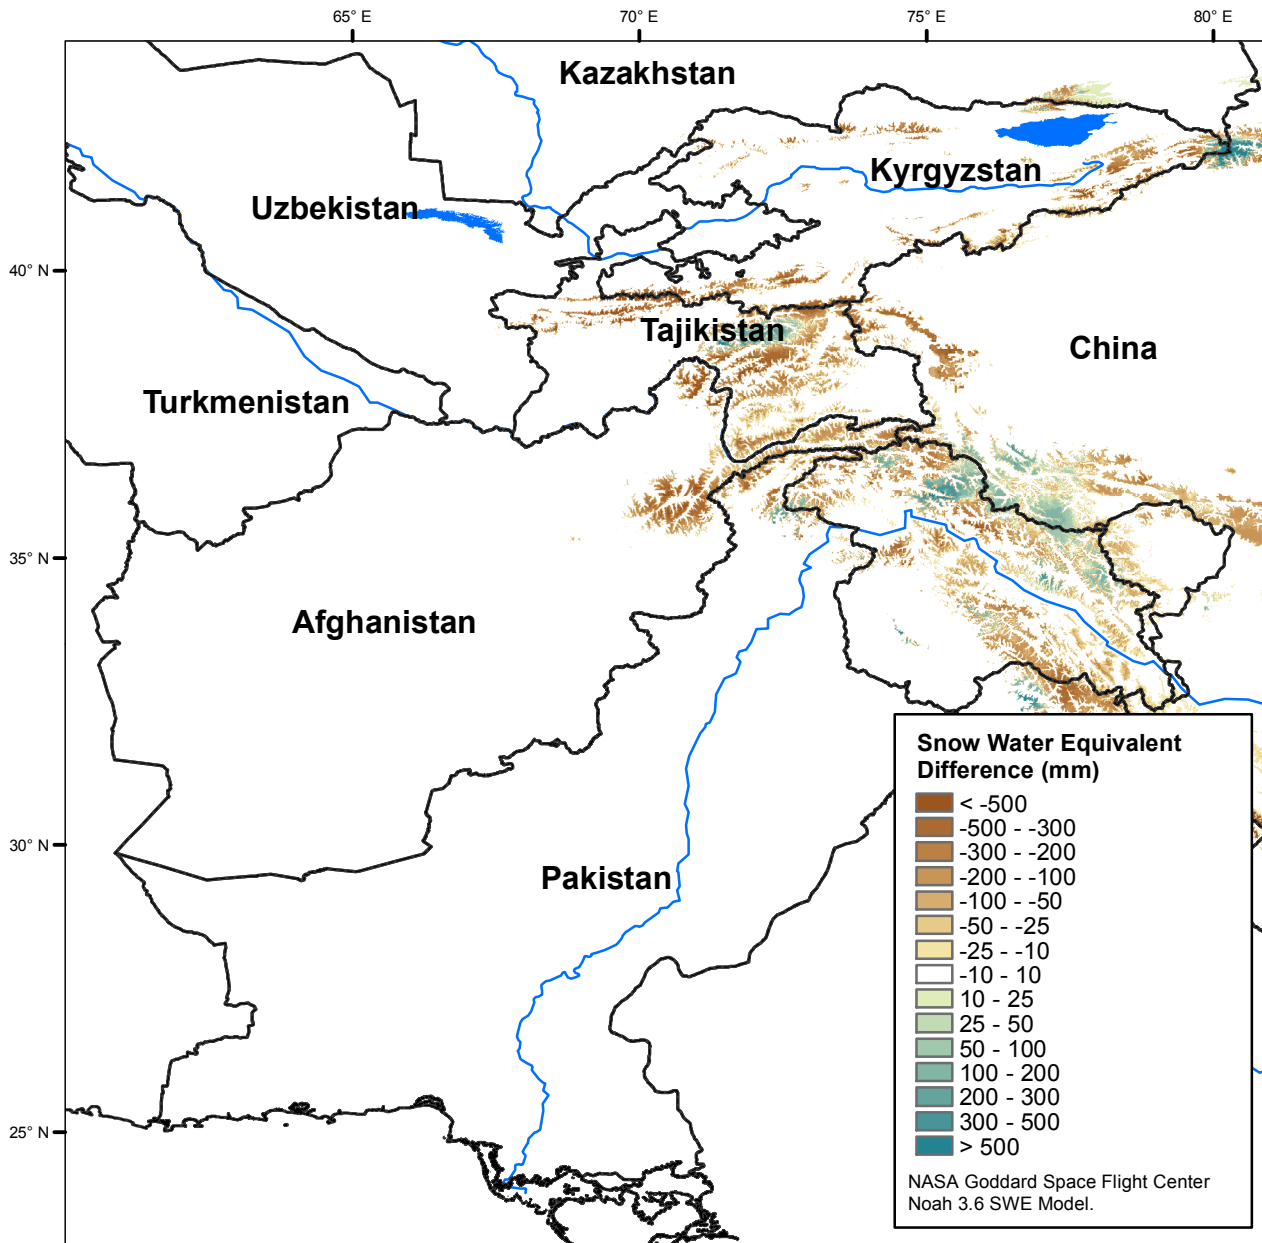 65° E
70° E
75° E
80° E
Kazakhstan
Kyrgyzstan
Uzbekistan
40° N
Tajikistan
China
Turkmenistan
35° N
Afghanistan
30° N
Pakistan
25° N
Snow Water Equivalent
Difference (mm)
< -500
-500 - -300
-300 - -200
-200 - -100
-100 - -50
-50 - -25
-25 - -10
-10 - 10
10 - 25
25 - 50
50 - 100
100 - 200
200 - 300
300 - 500
> 500
NASA Goddard Space Flight Center
Noah 3.6 SWE Model.